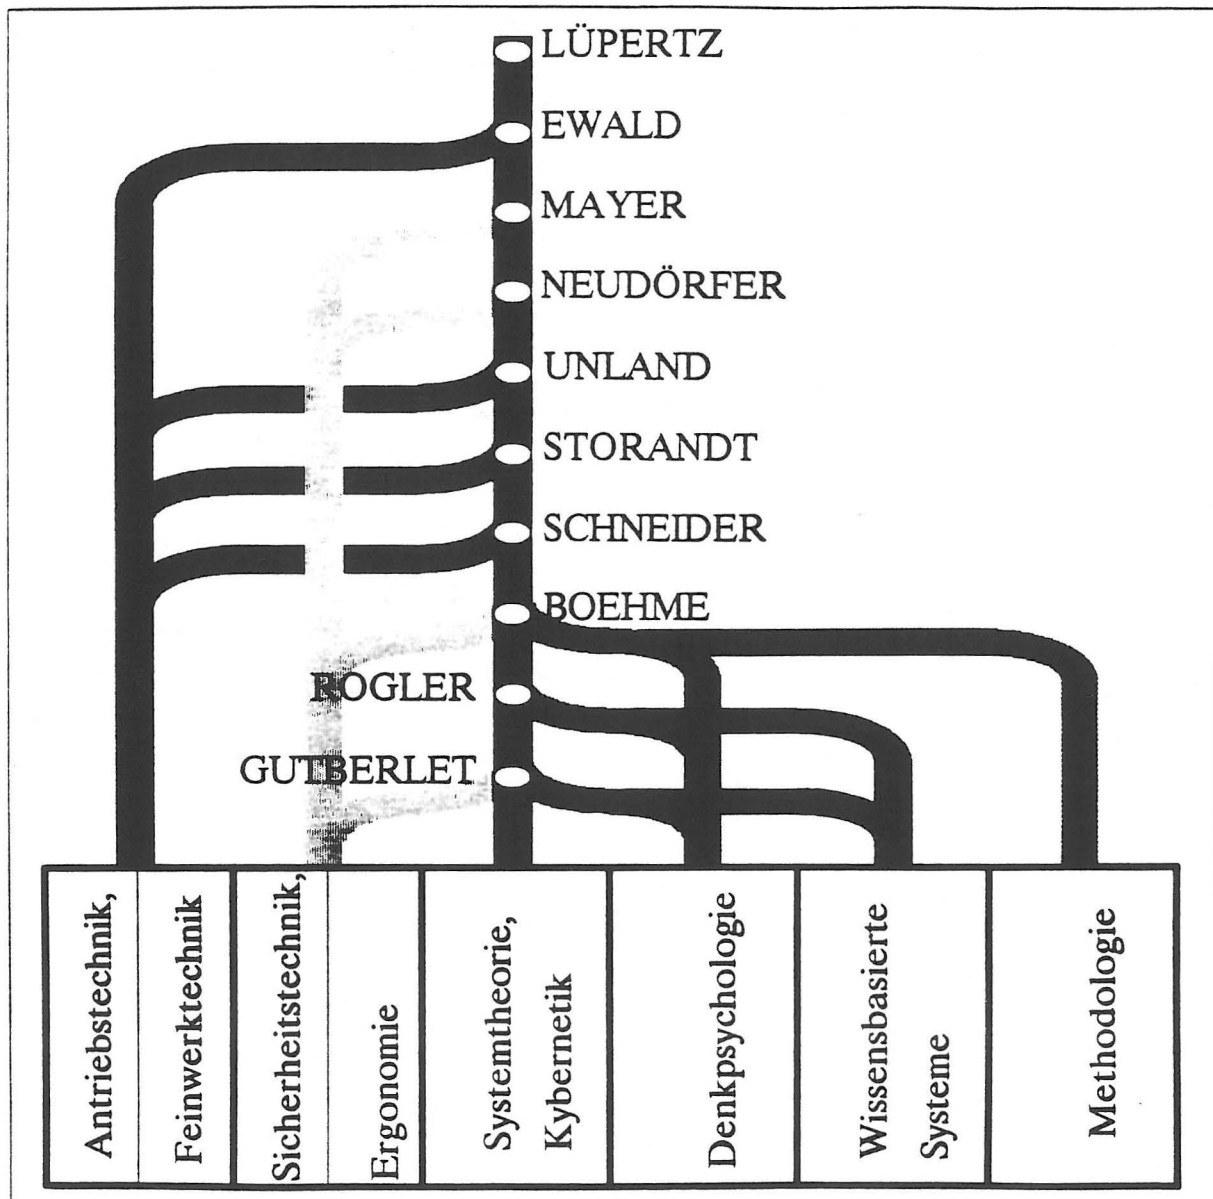 LÜPERTZ
EWALD
MAYER
NEUDÖRFER
UNLAND
STORANDT
SCHNEIDER
BOEHME
ROGLER
GUTBERLET
Antriebstechnik,
Feinwerktechnik
Sicherheitstechnik,
Ergonomie
Systemtheorie,
Kybernetik
Denkpsychologie
Wissensbasierte
Systeme
Methodologie